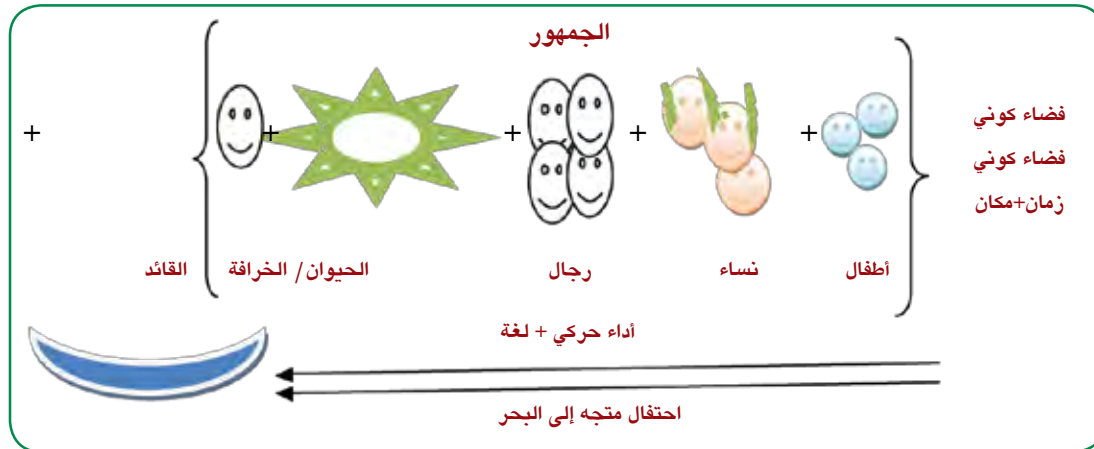 الجمهور
فضاء كوني
فضاء كوني
زمان+مكان
+ + + + +
أطفال
نساء
رجال
الحيوان/ الخرافة
القائد
أداء حركي + لغة
احتفال متجه إلى البحر